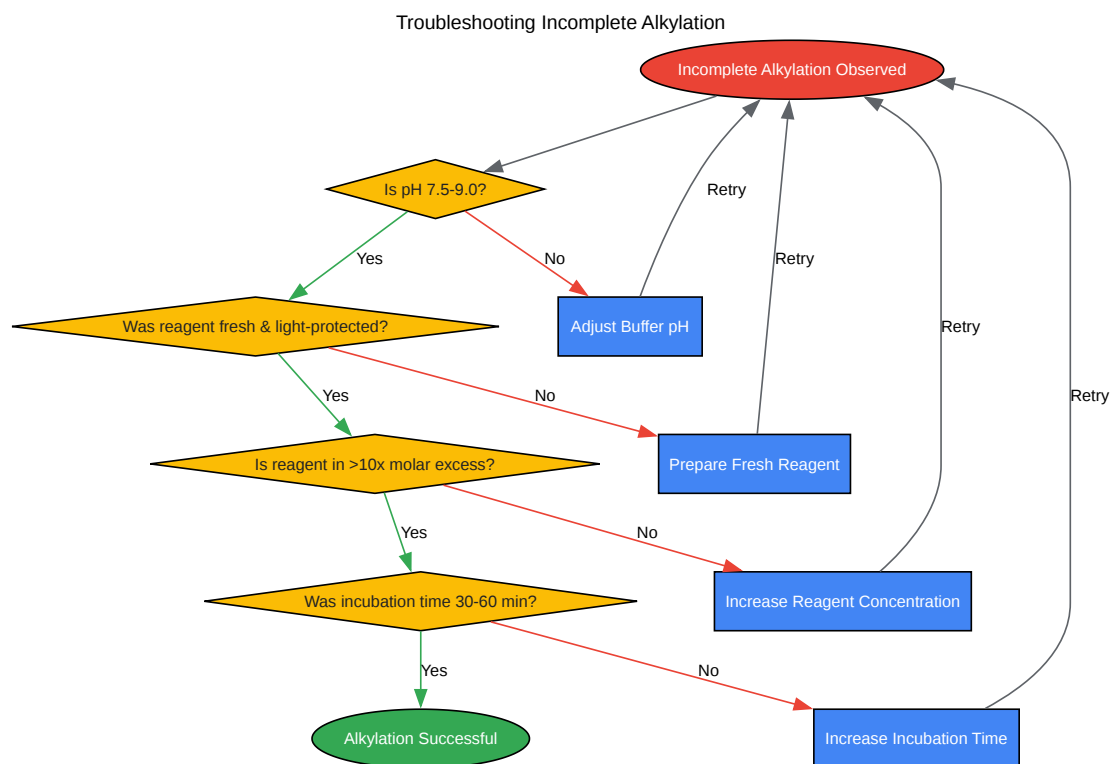 Troubleshooting Incomplete Alkylation
Incomplete Alkylation Observed
Is pH 7.5-9.0?
Retry
Yes
No
Retry
Was reagent fresh & light-protected?
Adjust Buffer pH
Retry
Yes
No
Retry
Is reagent in >10x molar excess?
Prepare Fresh Reagent
Yes
No
Was incubation time 30-60 min?
Increase Reagent Concentration
Yes
No
Alkylation Successful
Increase Incubation Time